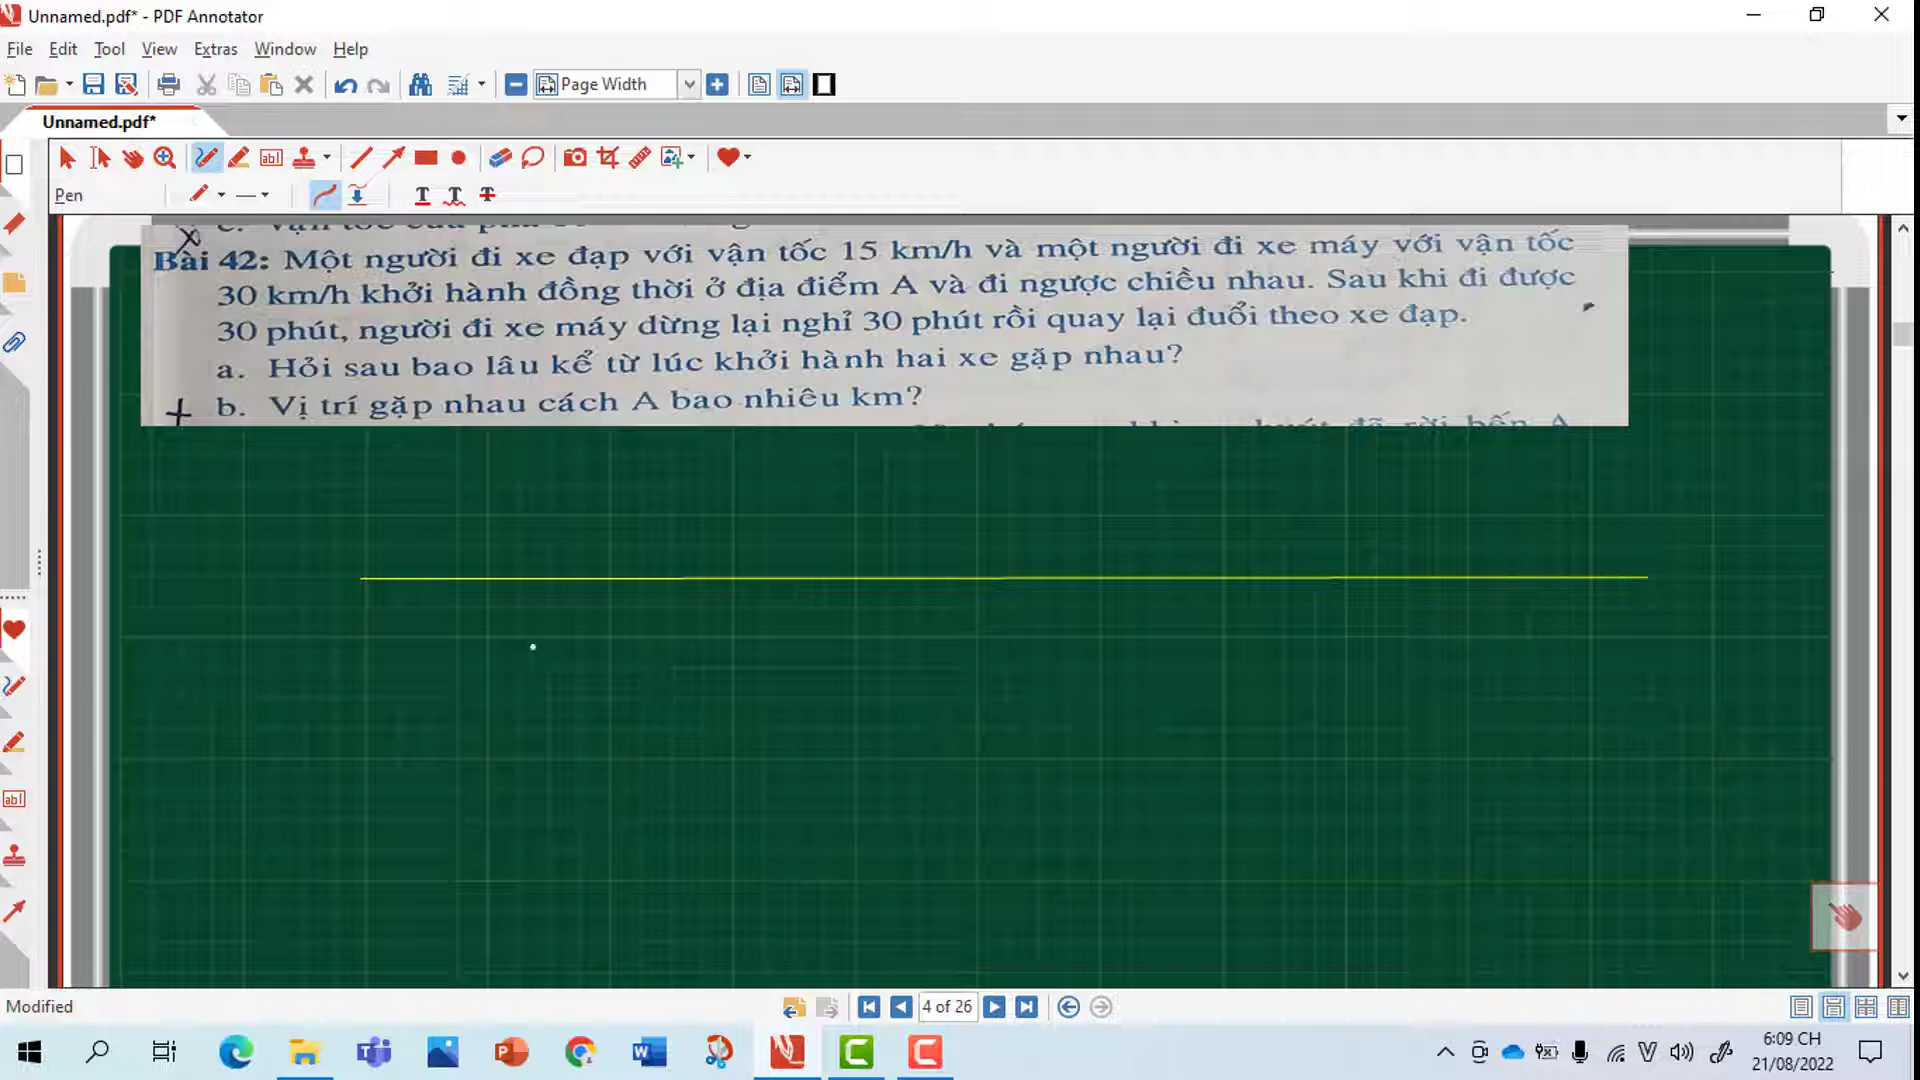 Unnamed.pdf* - PDF Annotator
File Edit Tool View Extras Window Help
Page Width
Unnamed.pdf*
Pen
Bài 42: Một người đi xe đạp với vận tốc 15 km/h và một người đi xe máy với vận tốc
30 km/h khởi hành đồng thời ở địa điểm A và đi ngược chiều nhau. Sau khi đi được
30 phút, người đi xe máy dừng lại nghỉ 30 phút rồi quay lại đuổi theo xe đạp.
a. Hỏi sau bao lâu kể từ lúc khởi hành hai xe gặp nhau?
b. Vị trí gặp nhau cách A bao nhiêu km?
Modified
4 of 26
6:09 CH
21/08/2022